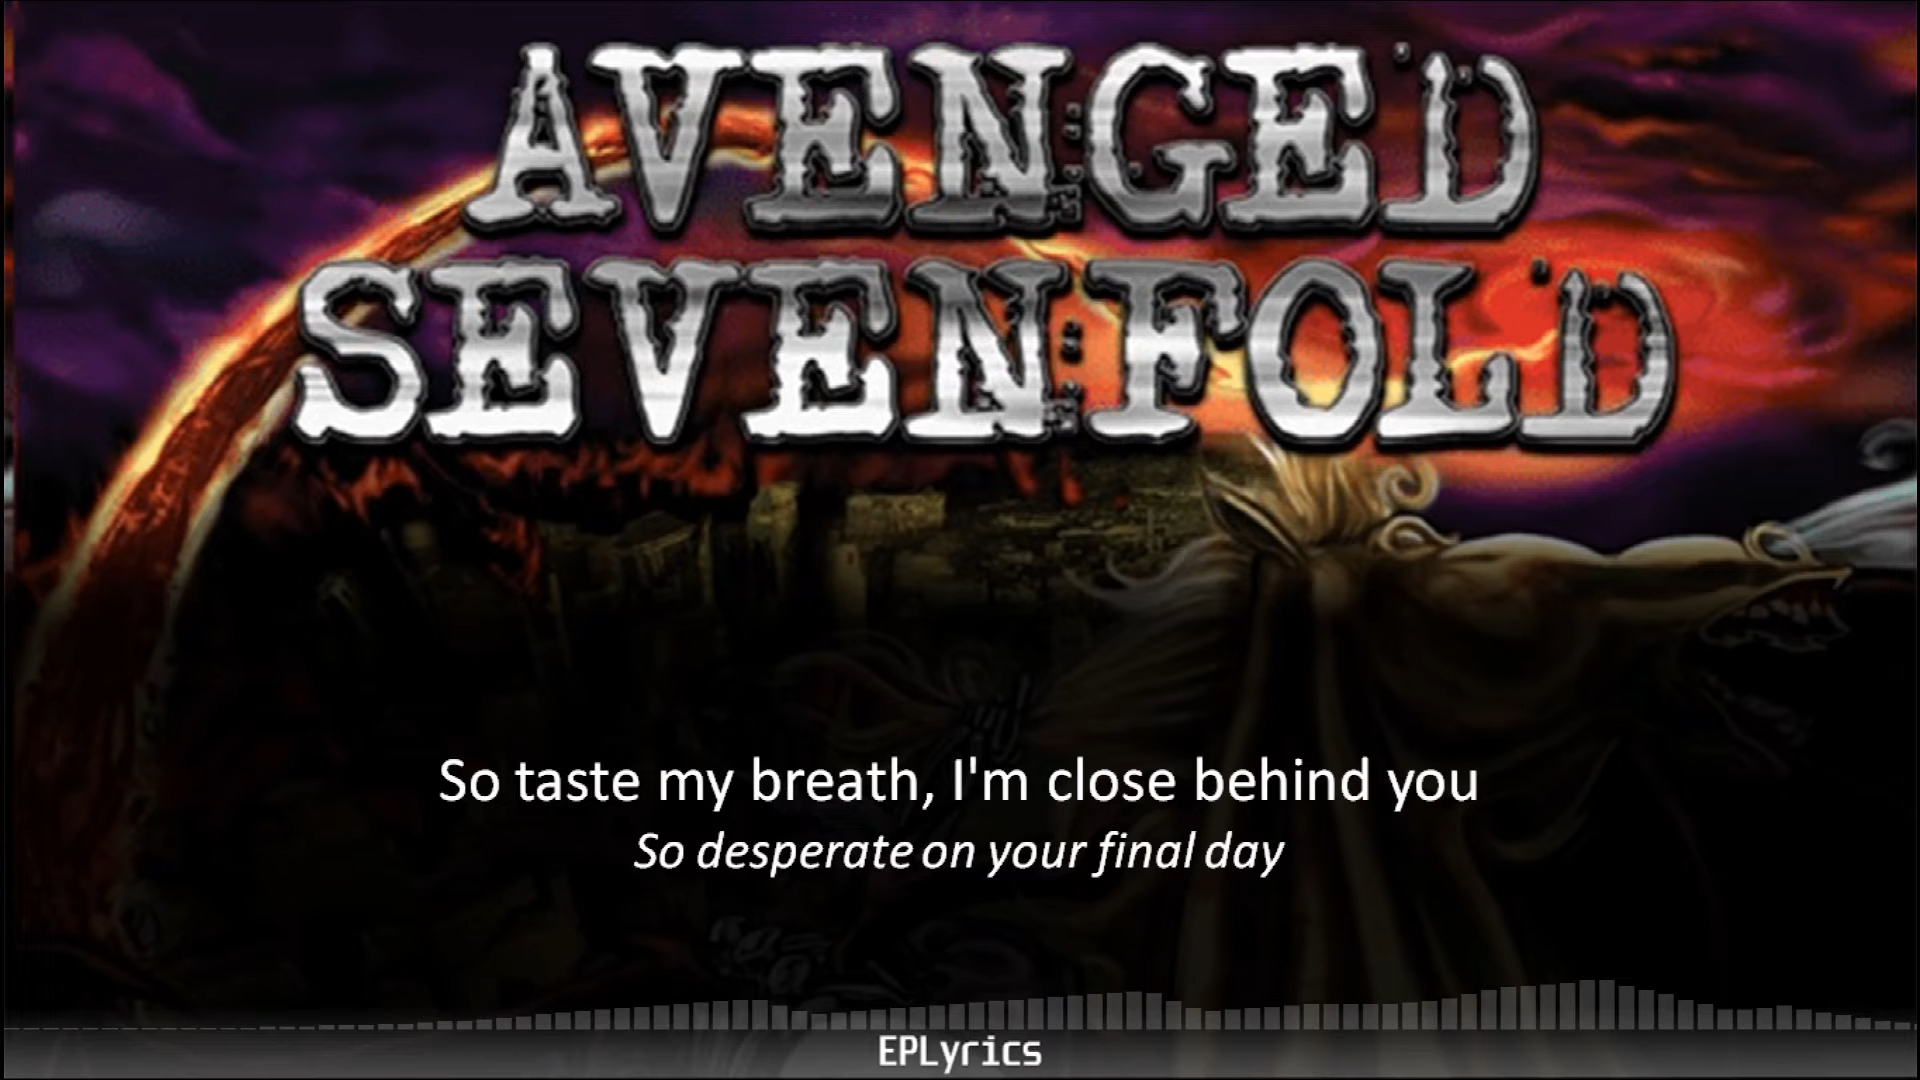 AVENGED
SEVENFOLD
So taste my breath, I'm close behind you
So desperate on your final day
EPLyrics